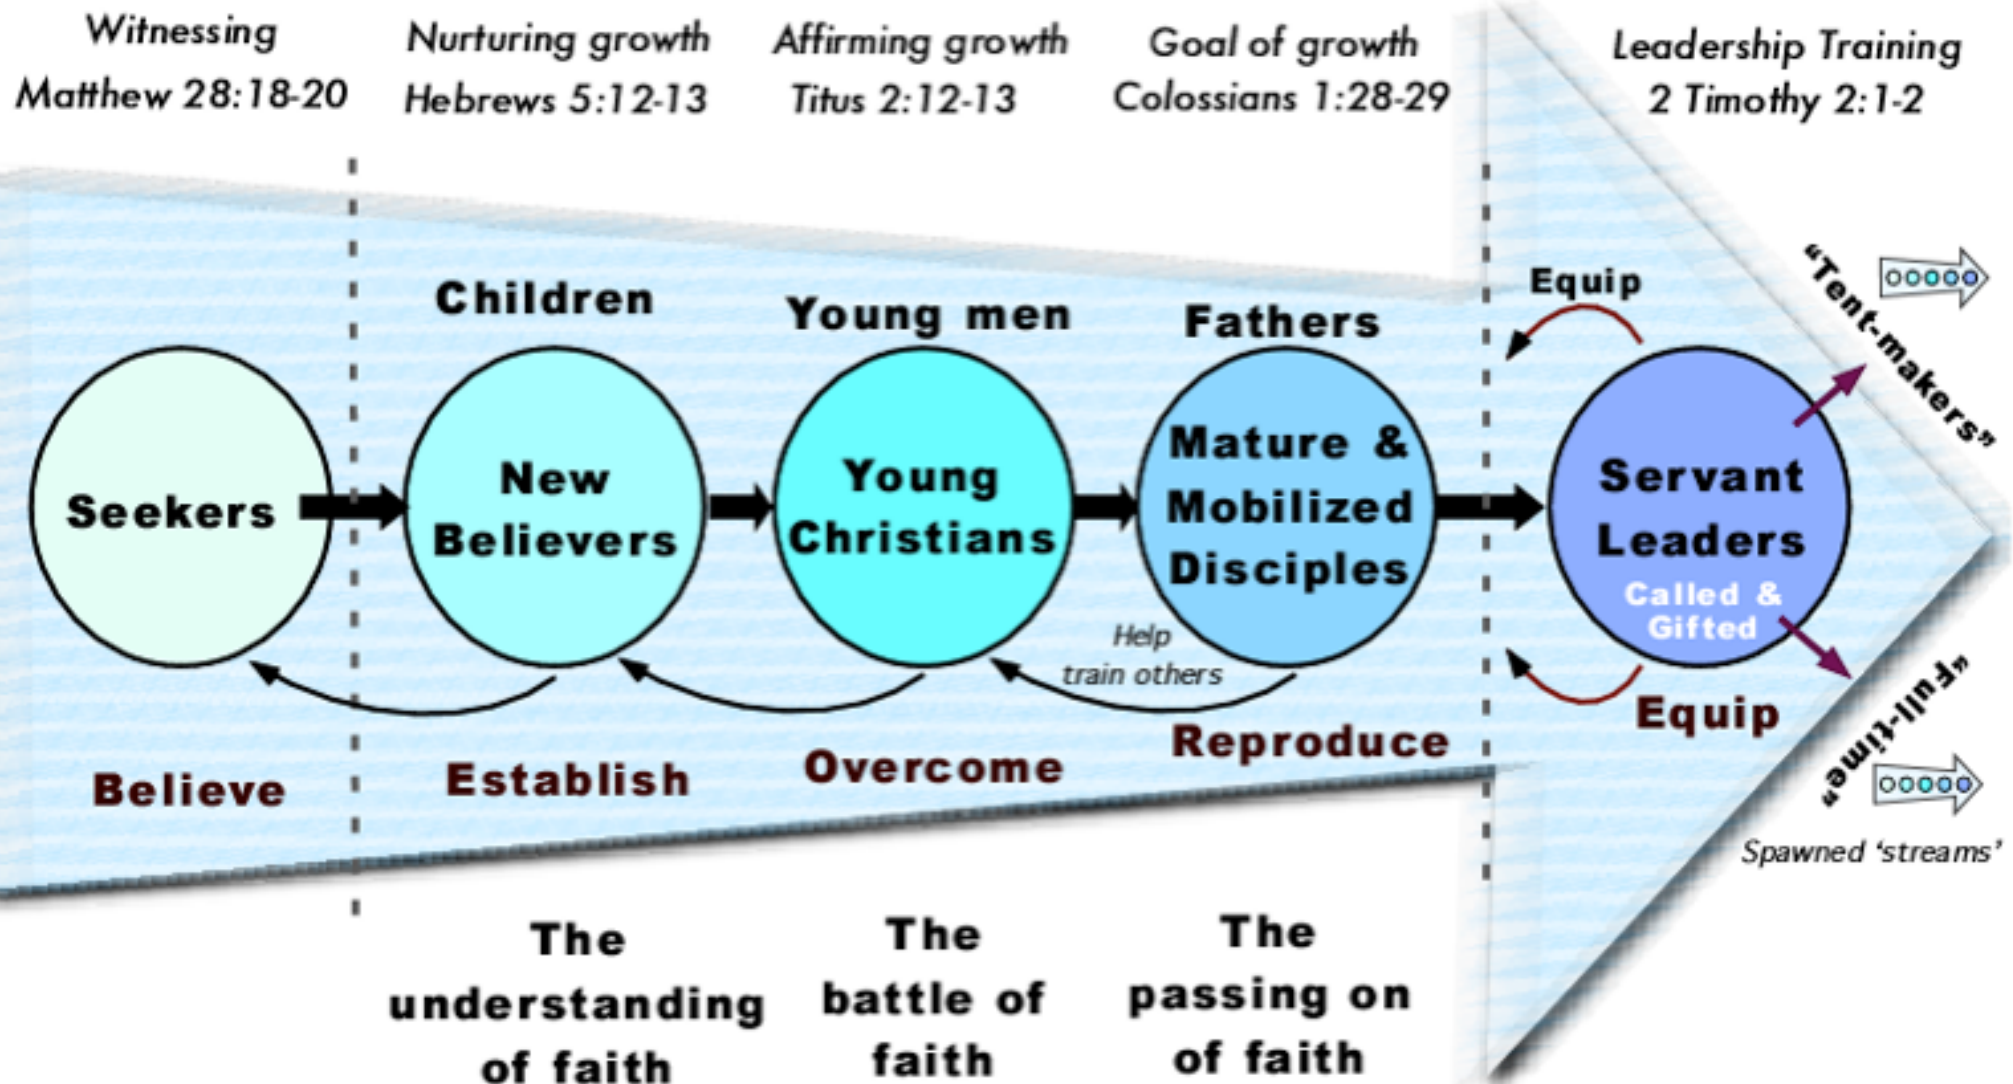 Witnessing
Matthew 28:18-20
Nurturing growth
Hebrews 5:12-13
Affirming growth
Titus 2:12-13
Goal of growth
Colossians 1:28-29
Leadership Training
2 Timothy 2:1-2
Children
Young men
Fathers
Equip
"Tent-makers"
Seekers
New
Believers
Young
Christians
Mature &
Mobilized
Disciples
Servant
Leaders
Called &
Gifted
Help
train others
Believe
Establish
Overcome
Reproduce
Equip
"Full-time"
Spawned 'streams'
The
understanding
of faith
The
battle of
faith
The
passing on
of faith